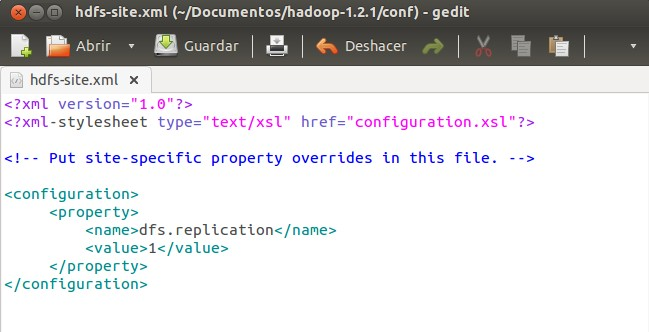 hdfs-site.xml (~/Documentos/hadoop-1.2.1/conf) - gedit
Abrir Guardar Deshacer
hdfs-site.xml
<?xml version="1.0"?>
<?xml-stylesheet type="text/xsl" href="configuration.xsl"?>
<!-- Put site-specific property overrides in this file. -->
<configuration>
<property>
<name>dfs.replication</name>
<value>1</value>
</property>
</configuration>